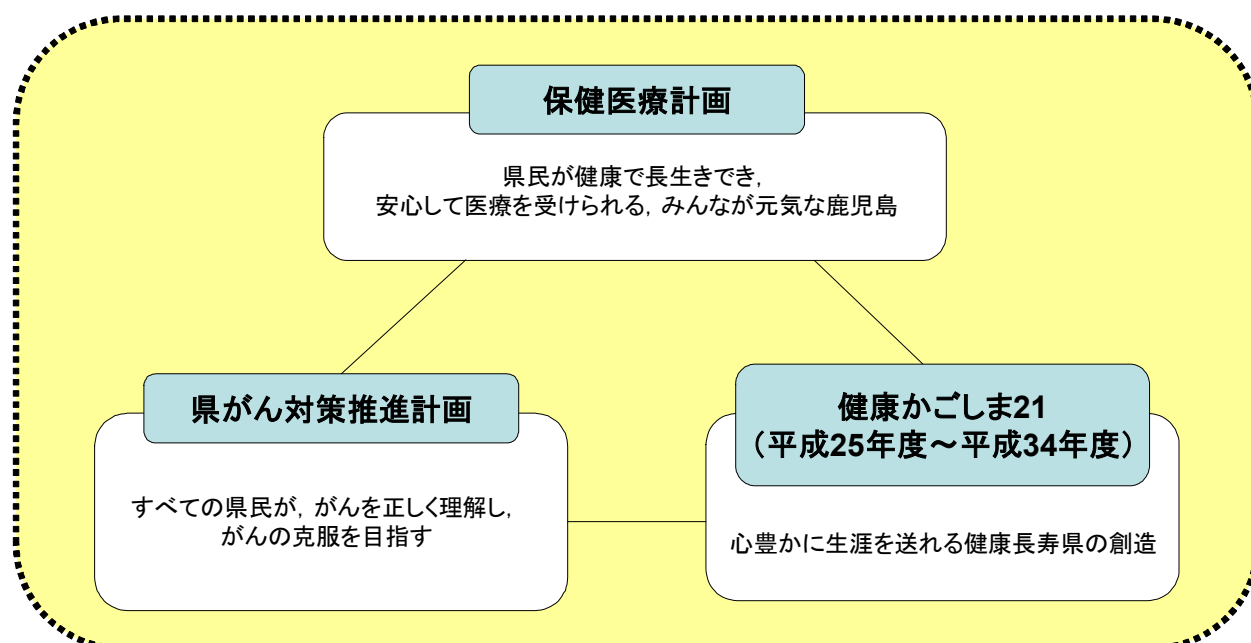 保健医療計画
県民が健康で長生きでき,
安心して医療を受けられる, みんなが元気な鹿児島
県がん対策推進計画
すべての県民が, がんを正しく理解し,
がんの克服を目指す
健康かごしま21
（平成25年度～平成34年度）
心豊かに生涯を送れる健康長寿県の創造